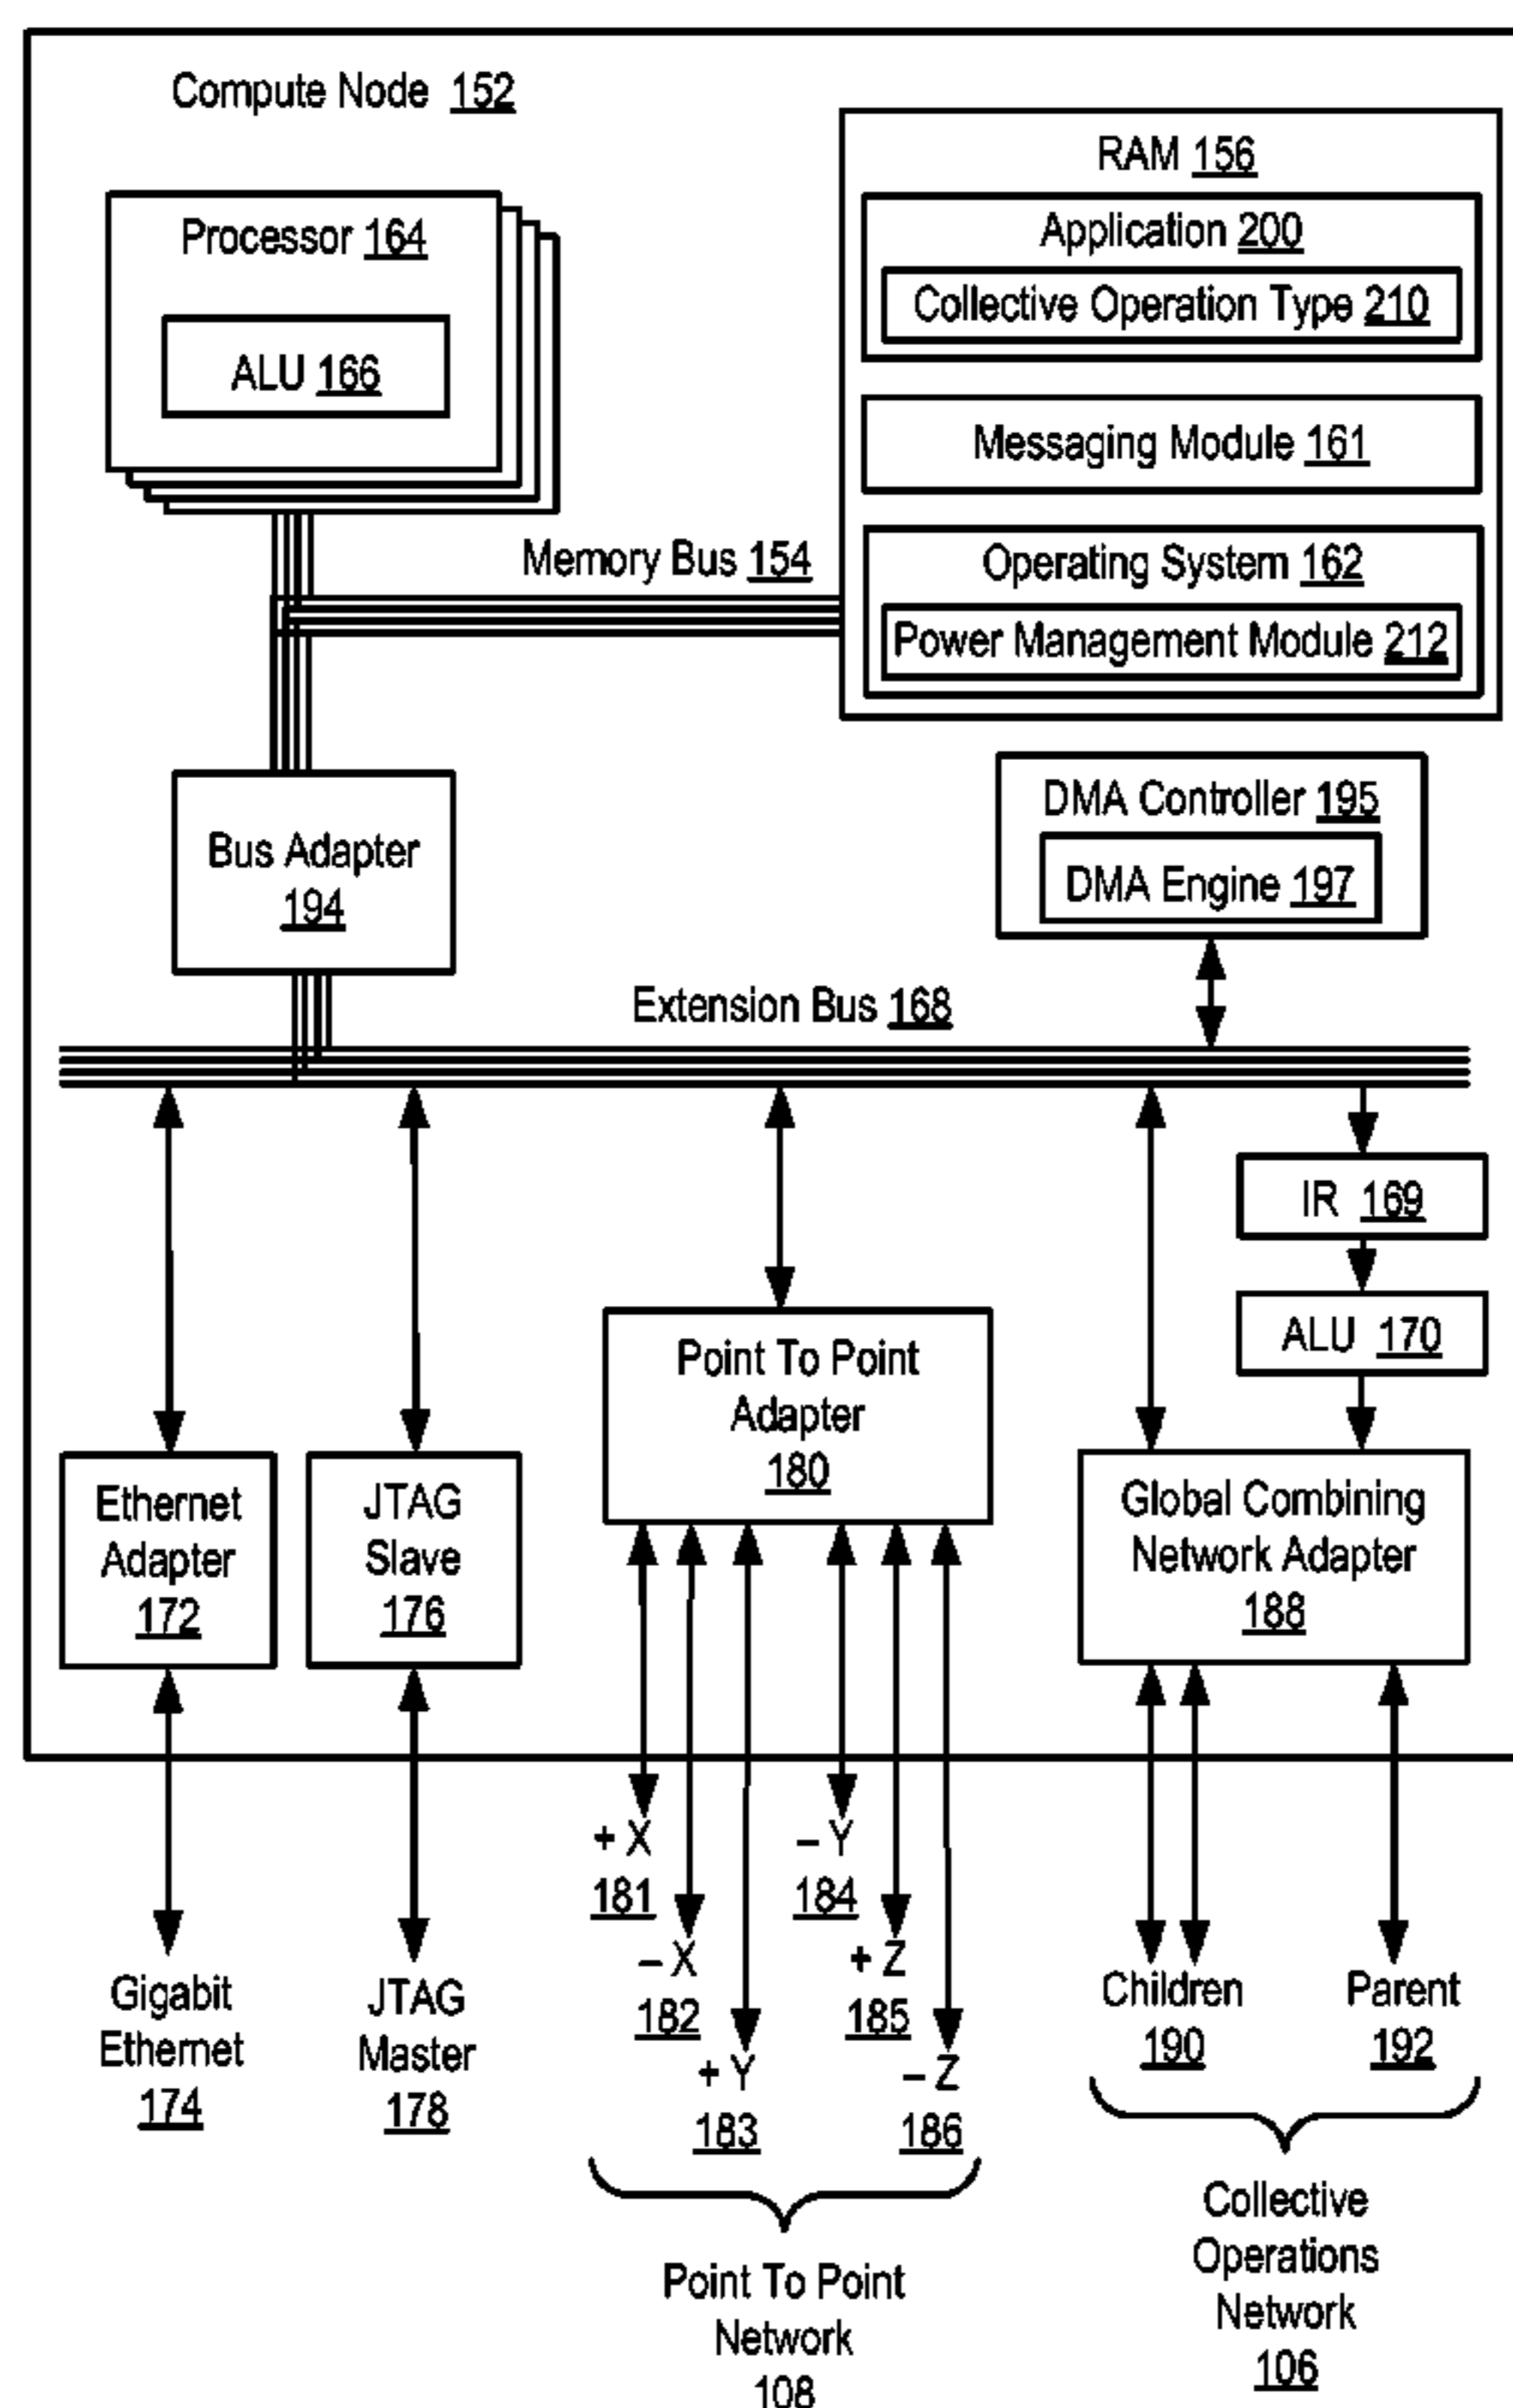 Compute Node 152
RAM 156
Processor 164
Application 200
Collective Operation Type 210
ALU 166
Messaging Module 161
Memory Bus 154
Operating System 162
Power Management Module 212
DMA Controller 195
Bus Adapter
194
DMA Engine 197
Extension Bus 168
IR 169
ALU 170
Point To Point
Adapter
180
Ethernet
Adapter
172
JTAG
Slave
176
Global Combining
Network Adapter
188
+ X
181
– Y
184
– X
182
+ Z
185
+ Y
183
– Z
186
Gigabit
Ethernet
174
JTAG
Master
178
Children
190
Parent
192
Point To Point
Network
108
Collective
Operations
Network
106